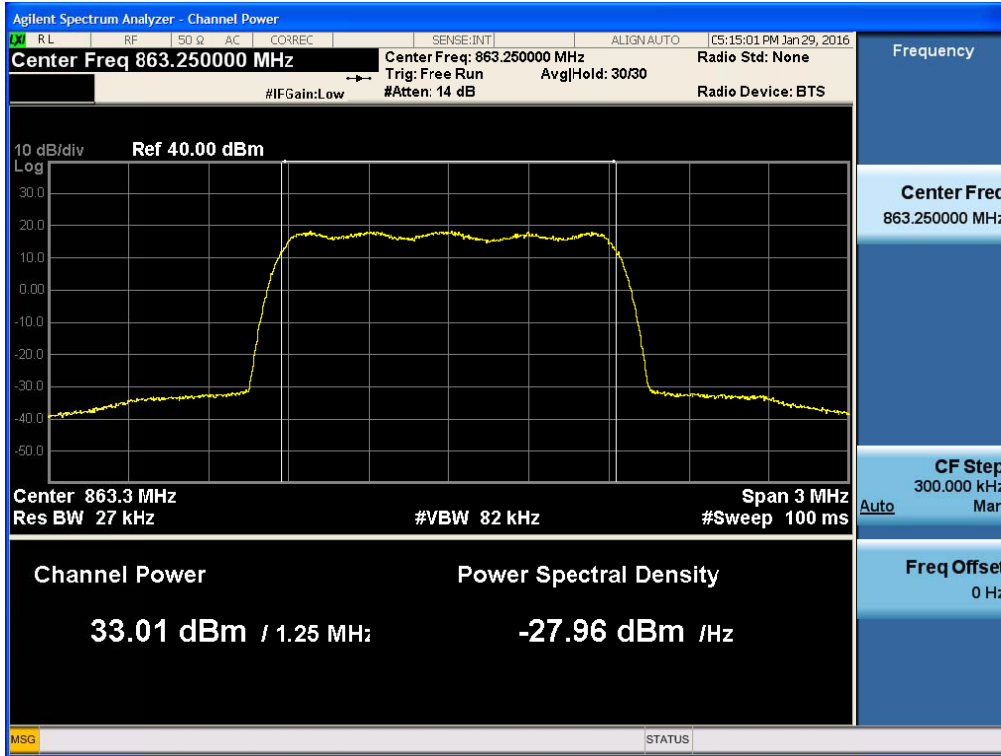 Agilent Spectrum Analyzer - Channel Power
LXI RL RF 50 Ω AC CORREC SENSE:INT ALIGN AUTO 05:15:01 PM Jan 29, 2016
Center Freq 863.250000 MHz
Center Freq: 863.250000 MHz Radio Std: None
Trig: Free Run Avg|Hold: 30/30
#IFGain:Low #Atten: 14 dB Radio Device: BTS
10 dB/div Ref 40.00 dBm
Log
30.0
20.0
10.0
0.00
-10.0
-20.0
-30.0
-40.0
-50.0
Center 863.3 MHz Span 3 MHz
Res BW 27 kHz #VBW 82 kHz #Sweep 100 ms
Channel Power Power Spectral Density
33.01 dBm / 1.25 MHz -27.96 dBm /Hz
MSG STATUS
Frequency
Center Freq
863.250000 MHz
CF Step
300.000 kHz
Auto Man
Freq Offset
0 Hz